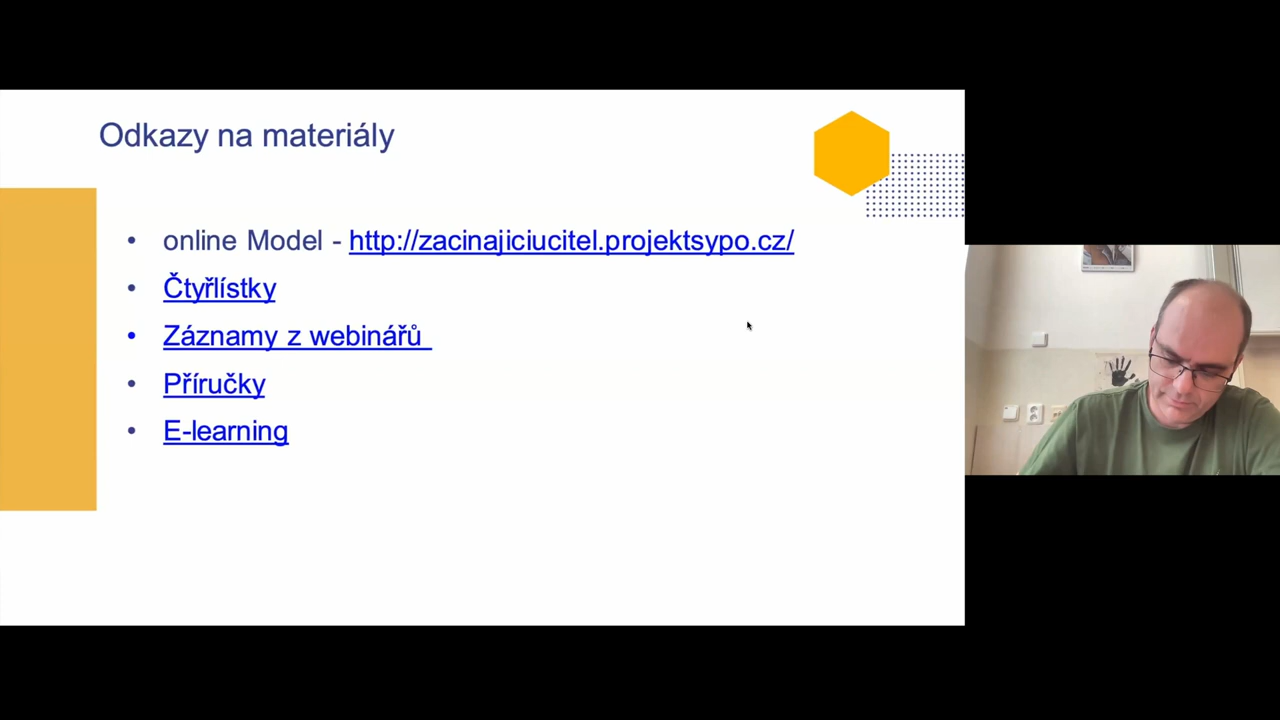 Odkazy na materiály
• online Model - http://zacinajiciucitel.projektsypo.cz/
• Čtyřlístky
• Záznamy z webinářů
• Příručky
• E-learning